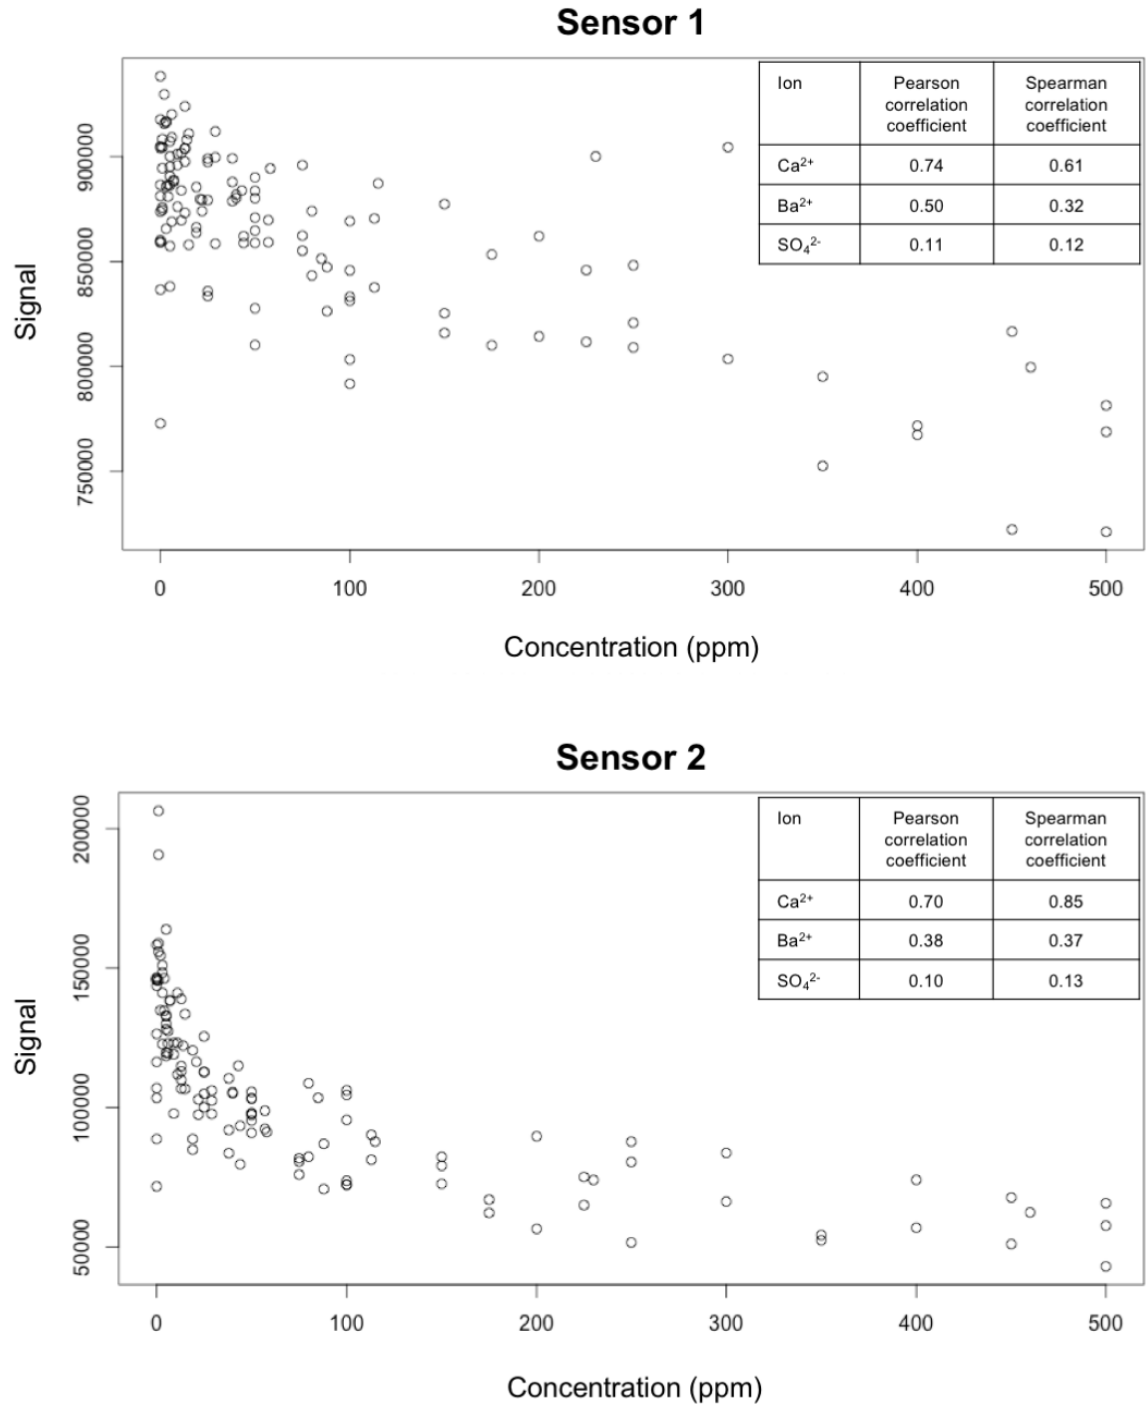 Sensor 1
Ion Pearson correlation coefficient Spearman correlation coefficient
Ca²⁺ 0.74 0.61
Ba²⁺ 0.50 0.32
SO₄²⁻ 0.11 0.12
Signal
900000
850000
800000
750000
0 100 200 300 400 500
Concentration (ppm)
Sensor 2
Ion Pearson correlation coefficient Spearman correlation coefficient
Ca²⁺ 0.70 0.85
Ba²⁺ 0.38 0.37
SO₄²⁻ 0.10 0.13
Signal
200000
150000
100000
50000
0 100 200 300 400 500
Concentration (ppm)